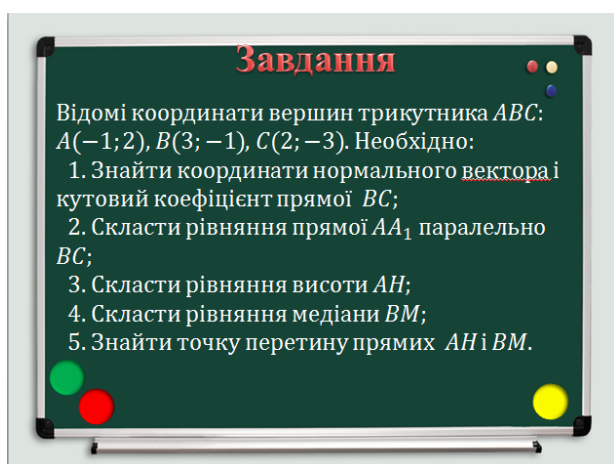 Завдання
Відомі координати вершин трикутника ABC:
A(−1; 2), B(3; −1), C(2; −3). Необхідно:
1. Знайти координати нормального вектора і
кутовий коефіцієнт прямої BC;
2. Скласти рівняння прямої AA₁ паралельно
BC;
3. Скласти рівняння висоти AH;
4. Скласти рівняння медіани BM;
5. Знайти точку перетину прямих AH і BM.